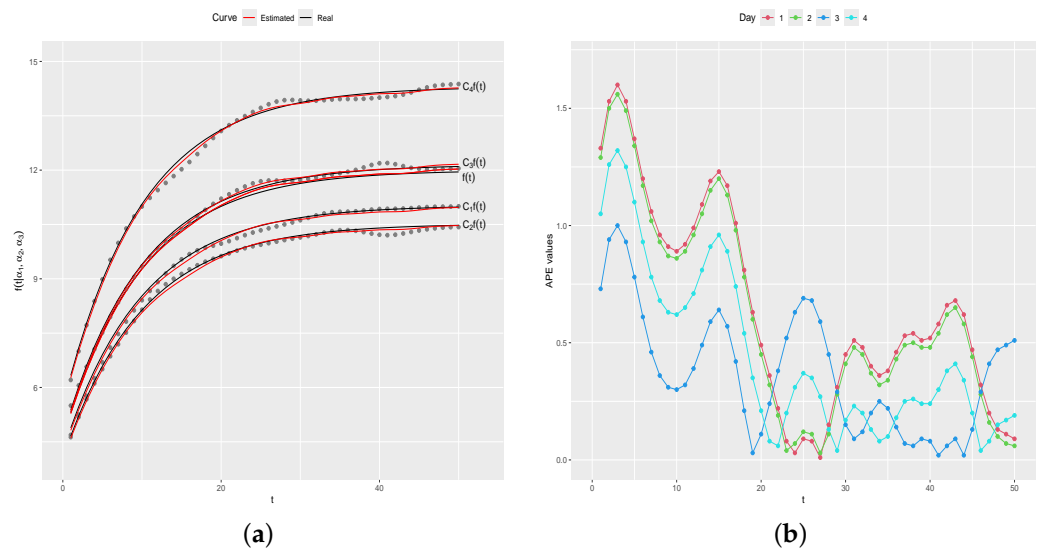 Curve Estimated Real
15
12
9
6
0
20
40
f(t|α₁, α₂, α₃)
t
C₄f(t)
C₃f(t)
f(t)
C₁f(t)
C₂f(t)
(a)
Day 1 2 3 4
1.5
1.0
0.5
0.0
0
10
20
30
40
50
APE values
t
(b)